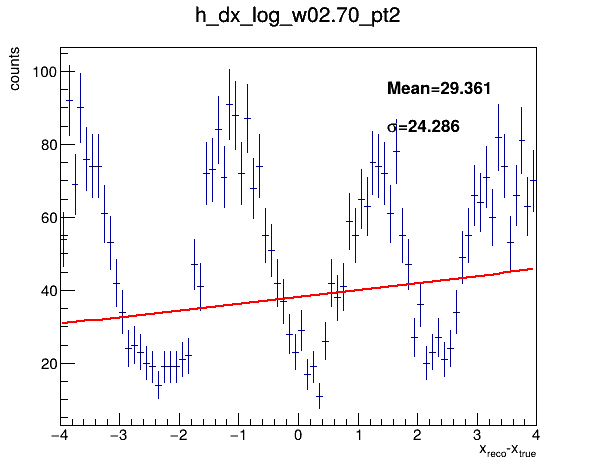 h_dx_log_w02.70_pt2
counts
Mean=29.361
σ=24.286
100
80
60
40
20
−4 −3 −2 −1 0 1 2 3 4
x_reco-x_true